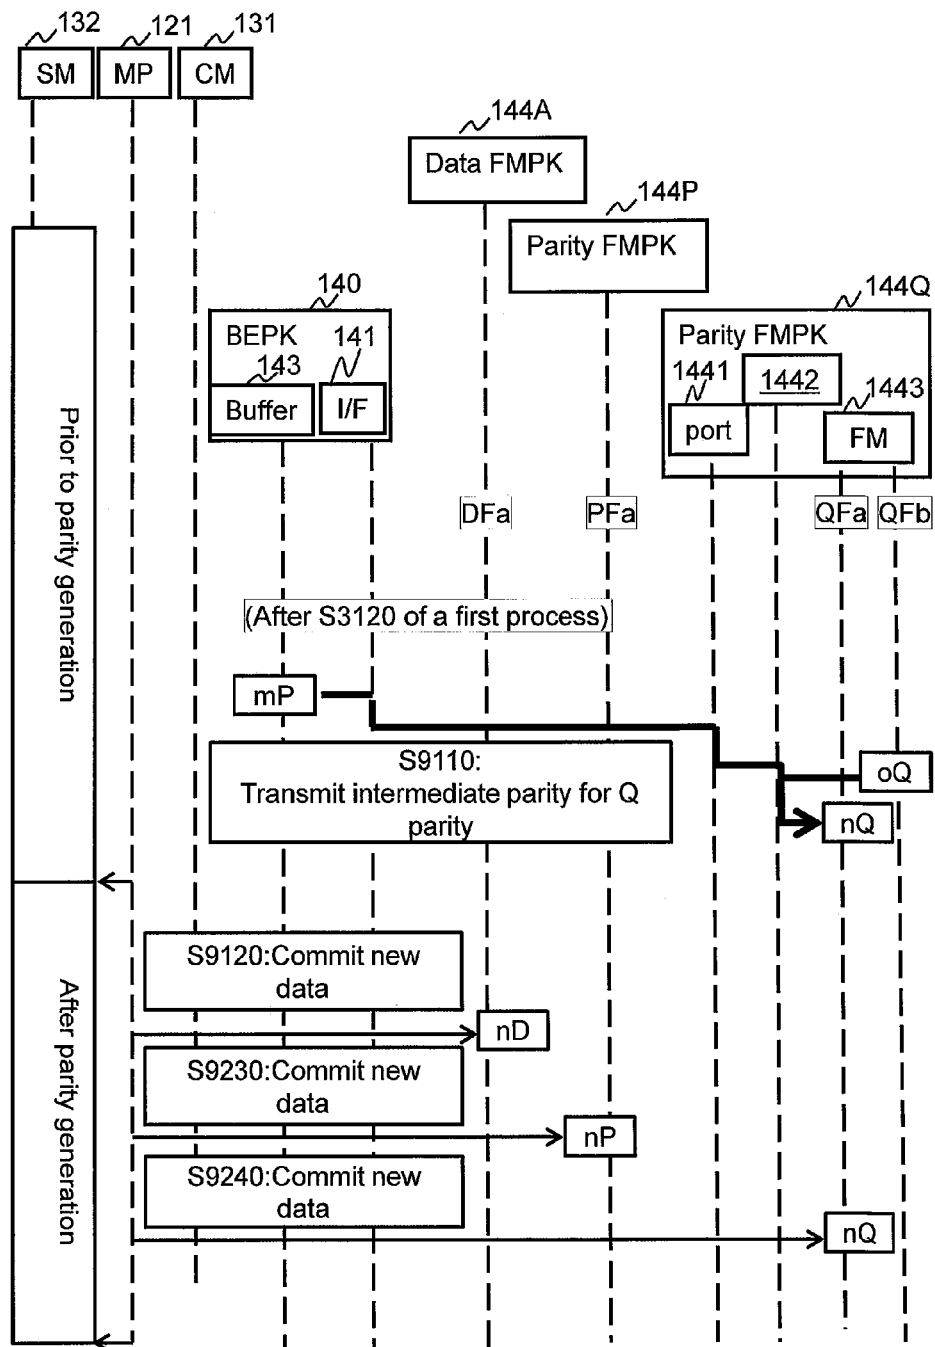 132
121
131
SM
MP
CM
144A
Data FMPK
144P
Parity FMPK
140
BEPK
141
143
Buffer
I/F
144Q
Parity FMPK
1441
1442
1443
port
FM
DFa
PFa
QFa
QFb
Prior to parity generation
(After S3120 of a first process)
mP
S9110:
Transmit intermediate parity for Q
parity
oQ
nQ
After parity generation
S9120:Commit new
data
nD
S9230:Commit new
data
nP
S9240:Commit new
data
nQ